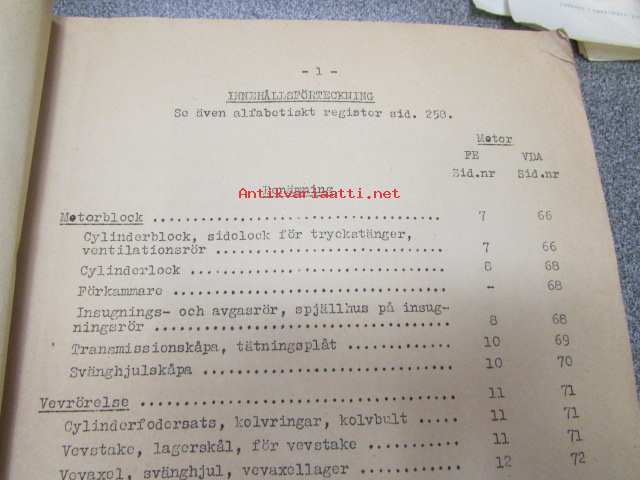 - 1 -
INNEHÅLLSFÖRTECKNING
Se även alfabetiskt register sid. 258.
Motor
FE VDA
Sid.nr Sid.nr
Benämning
Antikvariaatti.net
Motorblock 7 66
Cylinderblock, sidolock för tryckstänger,
ventilationsrör 7 66
Cylinderlock 8 68
Förkammare - 68
Insugnings- och avgasrör, spjällhus på insug-
ningsrör 8 68
Transmissionskåpa, tätningsplåt 10 69
Svänghjulskåpa 10 70
Vevrörelse 11 71
Cylinderfodersats, kolvringar, kolvbult 11 71
Vevstake, lagerskål, för vevstake 11 71
Vevaxel, svänghjul, vevaxellager 12 72